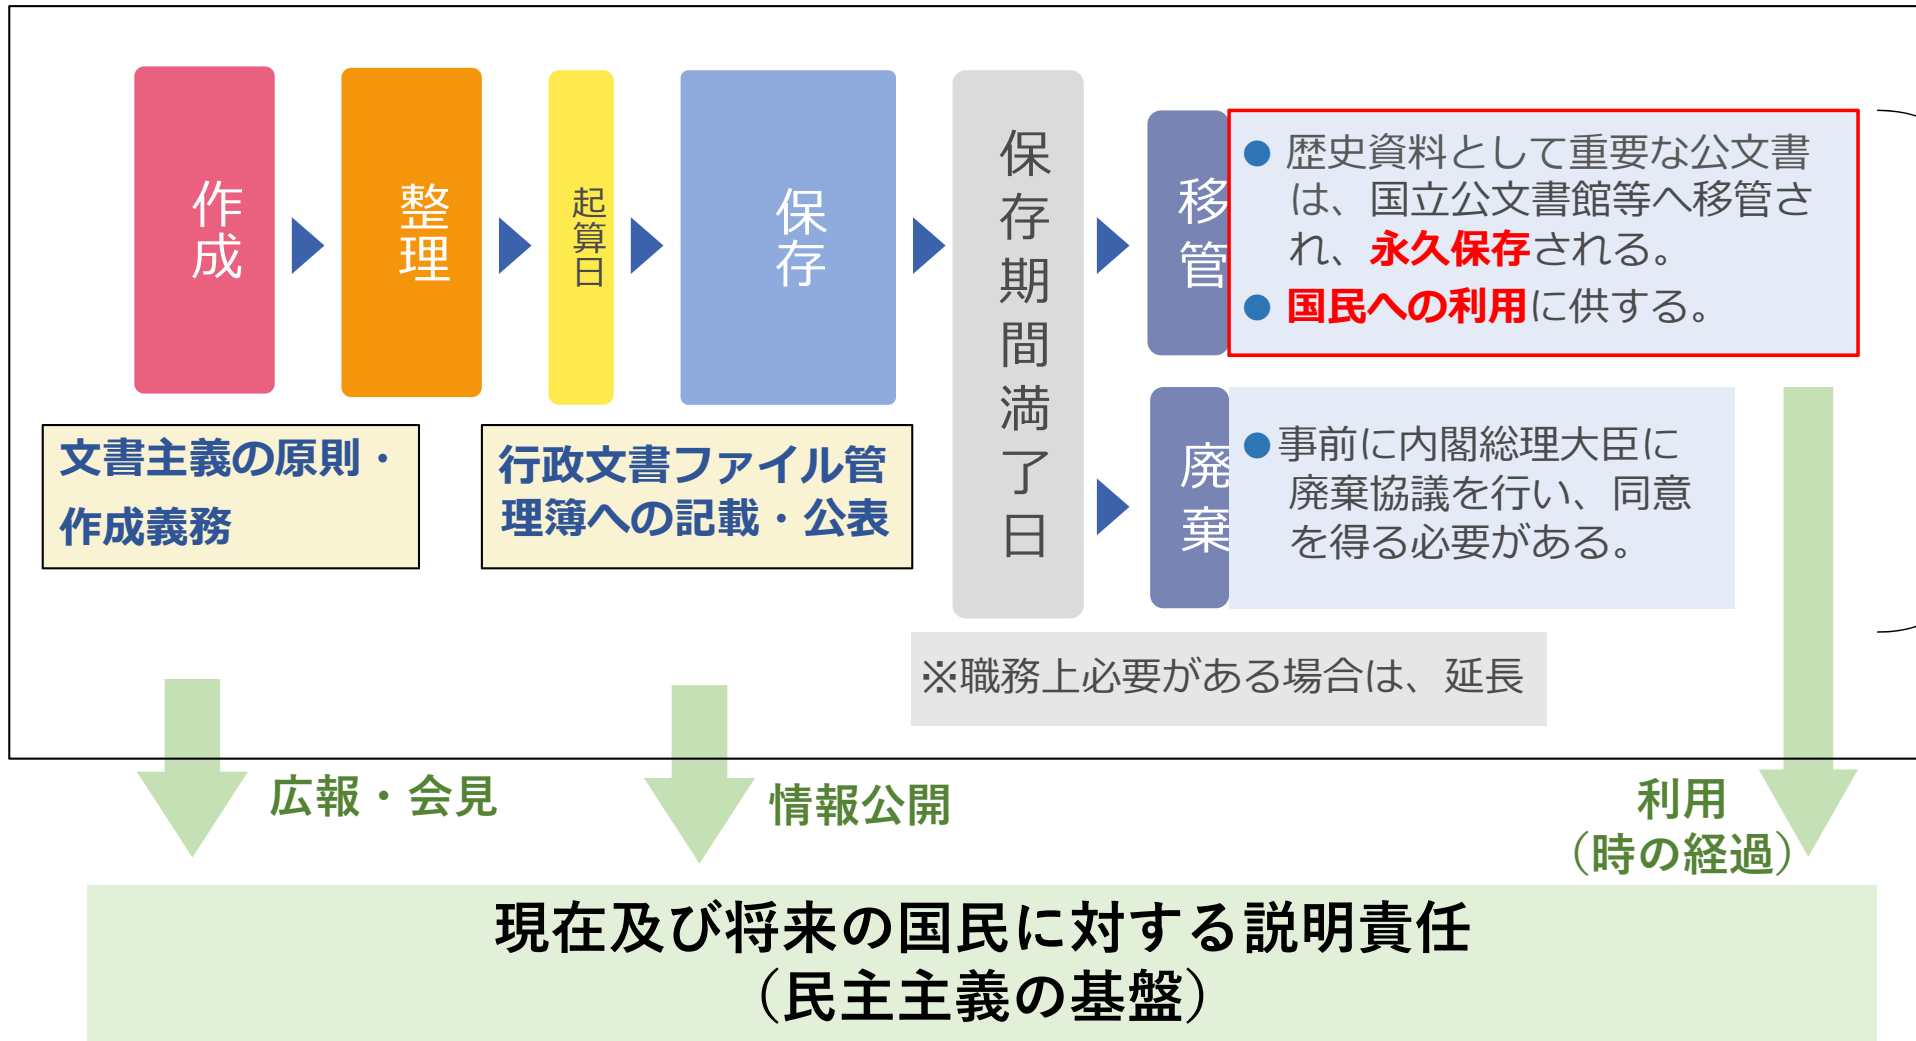 作成
整理
起算日
保存
保存期間満了日
移管
● 歴史資料として重要な公文書
は、国立公文書館等へ移管さ
れ、永久保存される。
● 国民への利用に供する。
廃棄
●事前に内閣総理大臣に
廃棄協議を行い、同意
を得る必要がある。
文書主義の原則・
作成義務
行政文書ファイル管
理簿への記載・公表
※職務上必要がある場合は、延長
広報・会見
情報公開
利用
（時の経過）
現在及び将来の国民に対する説明責任
（民主主義の基盤）